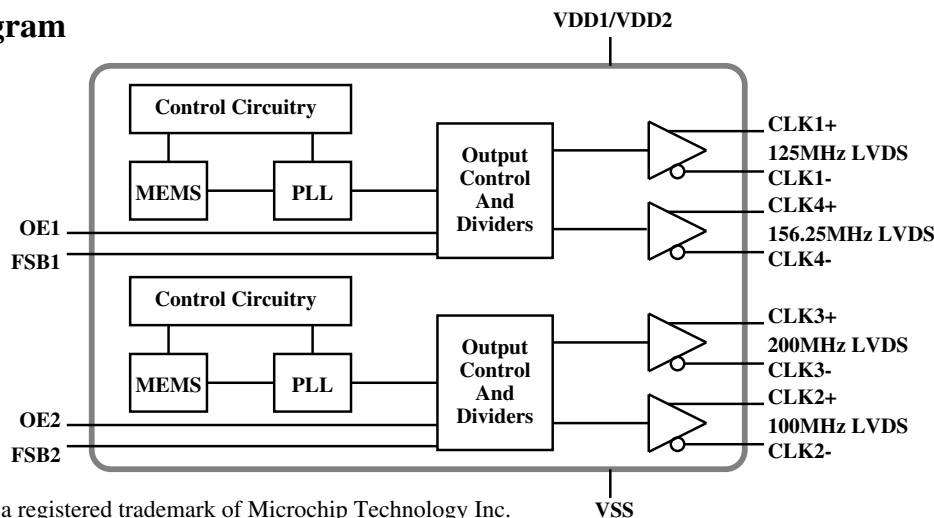 gram
VDD1/VDD2
Control Circuitry
MEMS
PLL
Output
Control
And
Dividers
CLK1+
125MHz LVDS
CLK1-
CLK4+
156.25MHz LVDS
CLK4-
OE1
FSB1
Control Circuitry
MEMS
PLL
Output
Control
And
Dividers
CLK3+
200MHz LVDS
CLK3-
CLK2+
100MHz LVDS
CLK2-
OE2
FSB2
VSS
a registered trademark of Microchip Technology Inc.